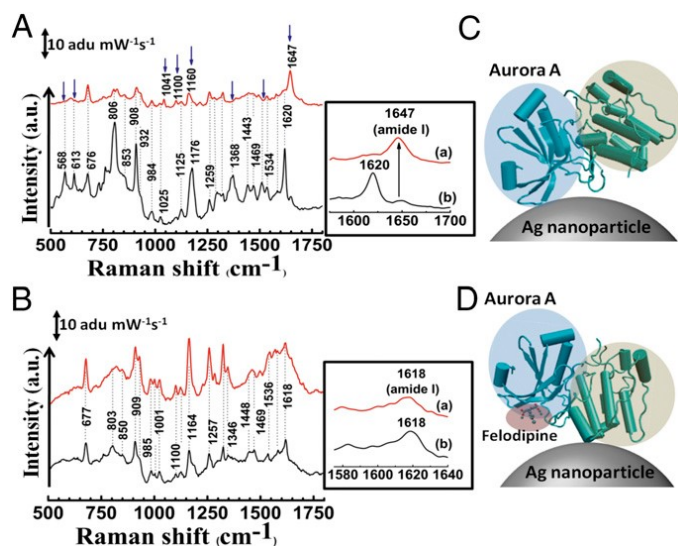 A
10 adu mW⁻¹s⁻¹
Intensity (a.u.)
568
613
676
806
853
908
932
984
1025
1041
1100
1160
1125
1176
1259
1368
1443
1469
1534
1647
1620
500 750 1000 1250 1500 1750
Raman shift (cm⁻¹)
1647
(amide I)
(a)
1620
(b)
1600 1650 1700
B
10 adu mW⁻¹s⁻¹
Intensity (a.u.)
677
803
850
909
985
1001
1100
1164
1257
1346
1448
1469
1536
1618
500 750 1000 1250 1500 1750
Raman shift (cm⁻¹)
1618
(amide I)
(a)
1618
(b)
1580 1600 1620 1640
C
Aurora A
Ag nanoparticle
D
Aurora A
Felodipine
Ag nanoparticle